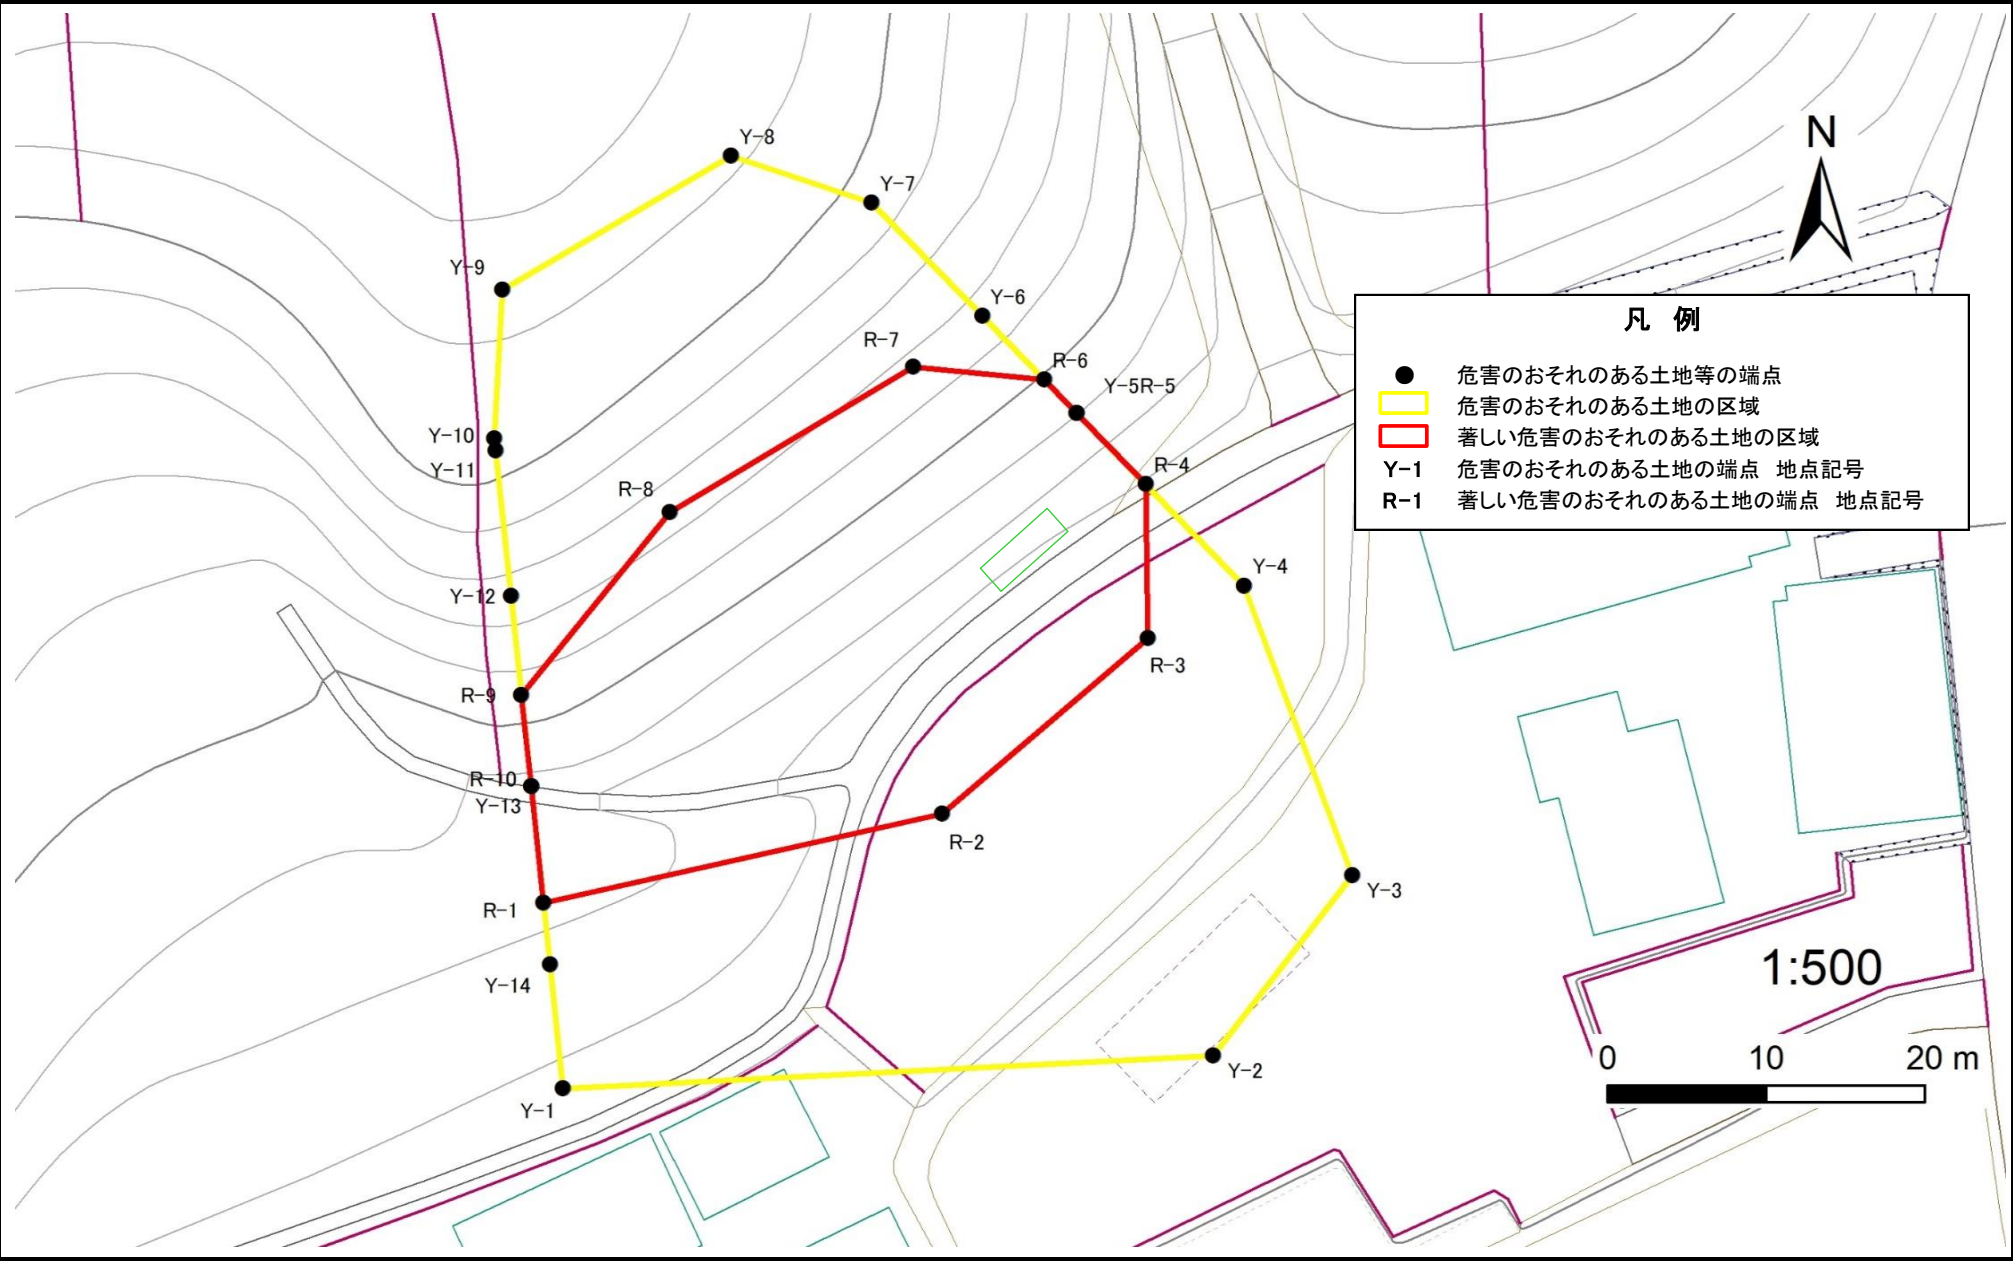 Y-8
Y-7
N
Y-9
Y-6
R-7
R-6
Y-5R-5
Y-10
Y-11
R-8
R-4
凡 例
危害のおそれのある土地等の端点
危害のおそれのある土地の区域
著しい危害のおそれのある土地の区域
Y-1 危害のおそれのある土地の端点 地点記号
R-1 著しい危害のおそれのある土地の端点 地点記号
Y-12
Y-4
R-3
R-9
R-10
Y-13
R-2
R-1
Y-3
Y-14
1:500
Y-1
Y-2
0 10 20 m